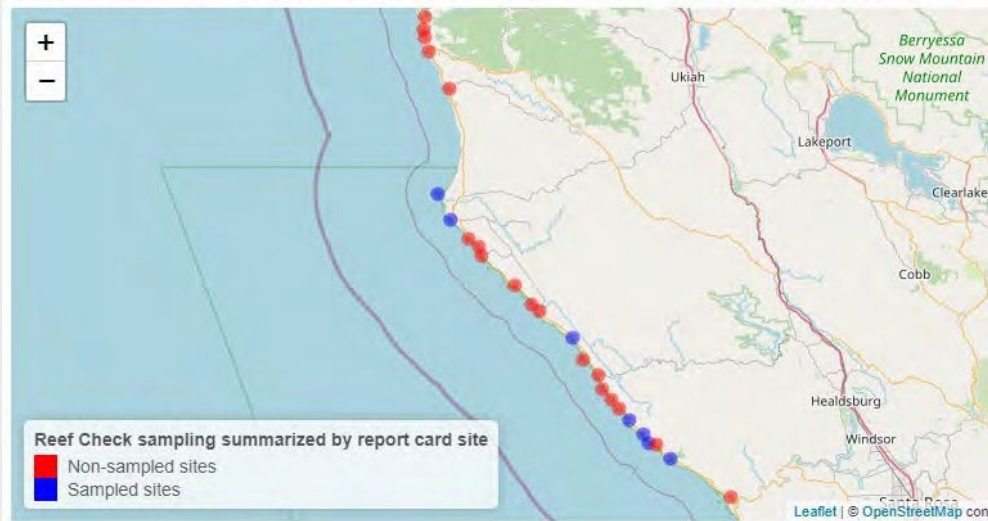 +
−
Berryessa
Snow Mountain
National
Monument
Ukiah
Lakeport
Clearlake
Cobb
Healdsburg
Windsor
Reef Check sampling summarized by report card site
Non-sampled sites
Sampled sites
Leaflet | © OpenStreetMap con